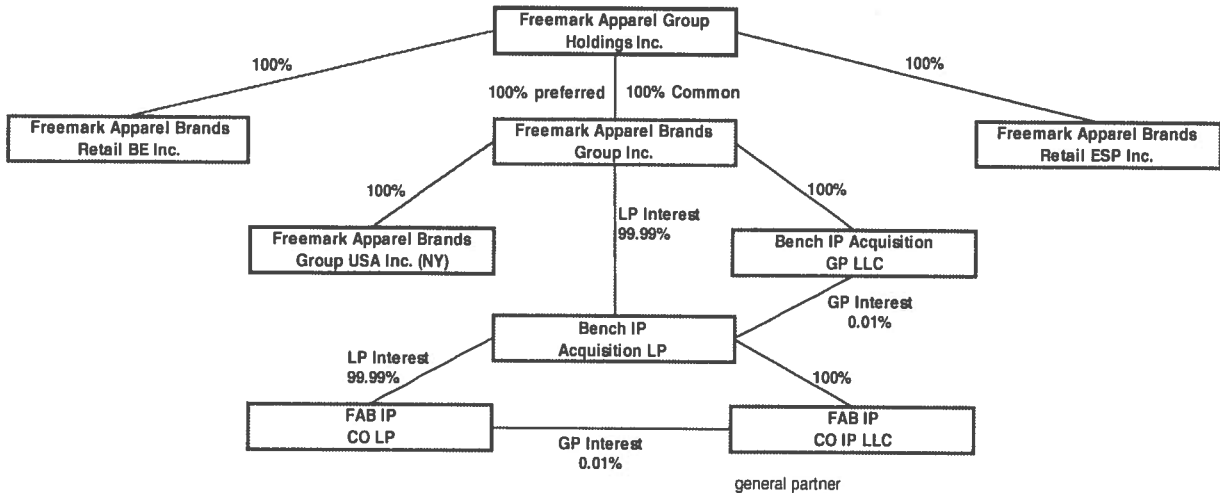 Freemark Apparel Group
Holdings Inc.
100%
100%
100% preferred
100% Common
Freemark Apparel Brands
Retail BE Inc.
Freemark Apparel Brands
Group Inc.
Freemark Apparel Brands
Retail ESP Inc.
100%
LP Interest
99.99%
100%
Freemark Apparel Brands
Group USA Inc. (NY)
Bench IP Acquisition
GP LLC
GP Interest
0.01%
Bench IP
Acquisition LP
LP Interest
99.99%
100%
FAB IP
CO LP
GP Interest
0.01%
FAB IP
CO IP LLC
general partner